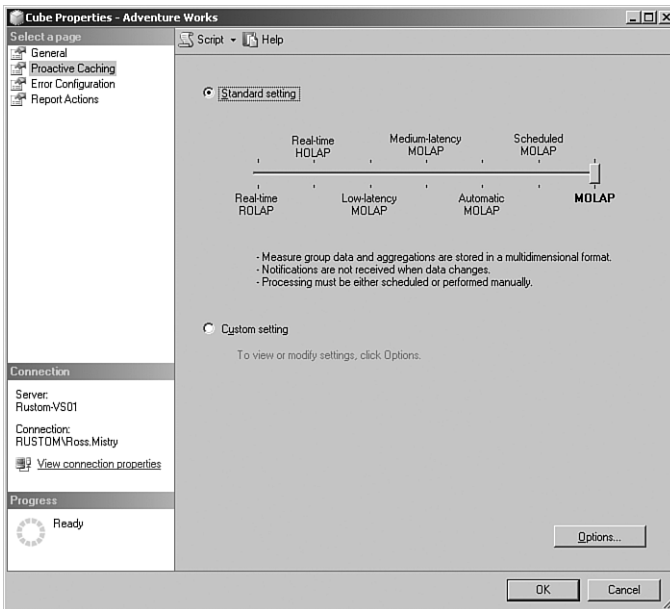 Cube Properties - Adventure Works
Select a page
General
Proactive Caching
Error Configuration
Report Actions
Script Help
Standard setting
Real-time HOLAP
Medium-latency MOLAP
Scheduled MOLAP
Real-time ROLAP
Low-latency MOLAP
Automatic MOLAP
MOLAP
- Measure group data and aggregations are stored in a multidimensional format.
- Notifications are not received when data changes.
- Processing must be either scheduled or performed manually.
Custom setting
To view or modify settings, click Options.
Connection
Server:
Rustom-VS01
Connection:
RUSTOM\Ross.Mistry
View connection properties
Progress
Ready
Options...
OK Cancel